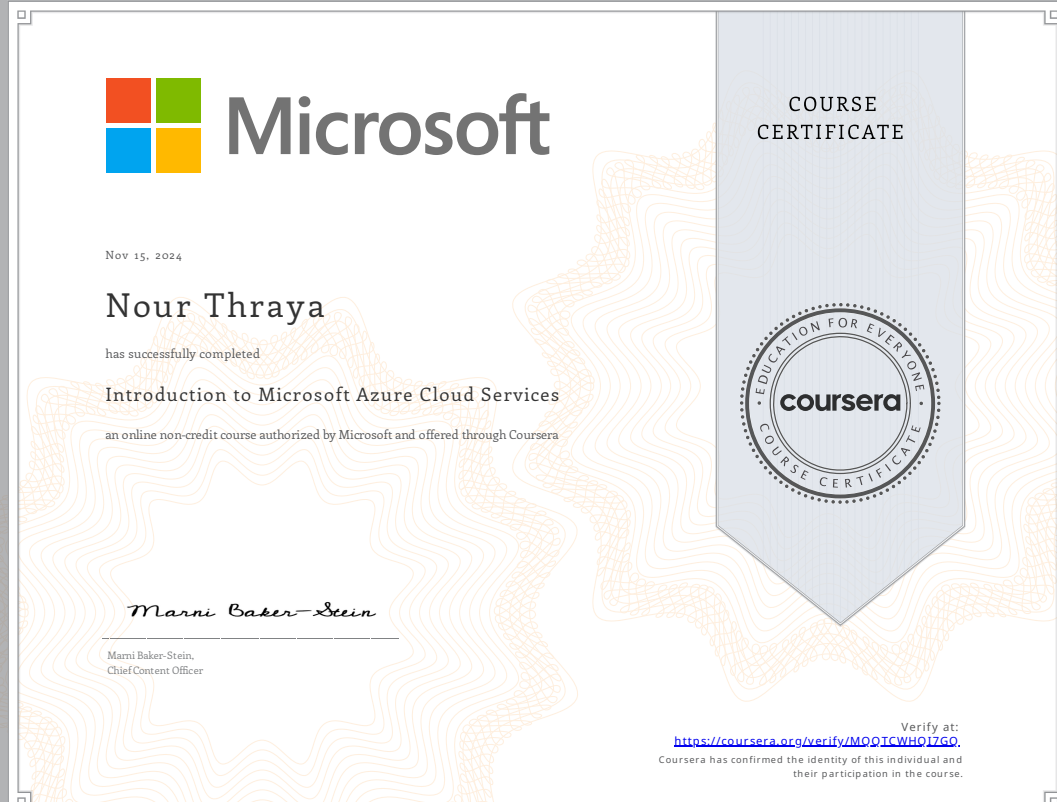 Microsoft
COURSE
CERTIFICATE
Nov 15, 2024
Nour Thraya
has successfully completed
Introduction to Microsoft Azure Cloud Services
an online non-credit course authorized by Microsoft and offered through Coursera
EDUCATION FOR EVERYONE
coursera
COURSE CERTIFICATE
Marni Baker-Stein
Marni Baker-Stein,
Chief Content Officer
Verify at:
https://coursera.org/verify/MQQTCWHQI7GQ
Coursera has confirmed the identity of this individual and
their participation in the course.